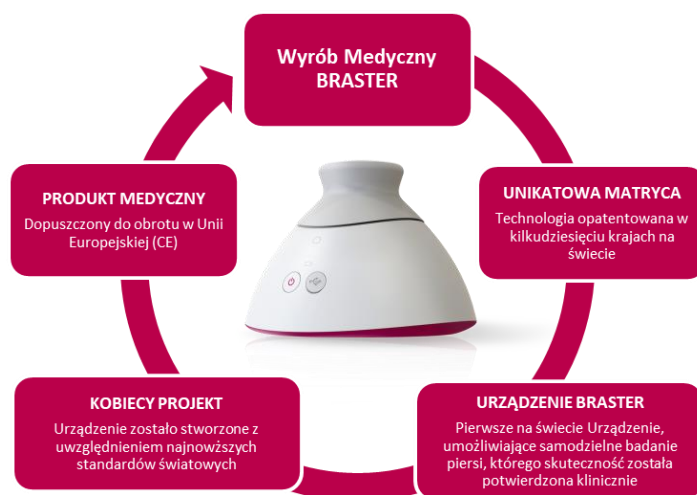 Wyrób Medyczny
BRASTER
UNIKATOWA MATRYCA
Technologia opatentowana w
kilkudziesięciu krajach na
świecie
URZĄDZENIE BRASTER
Pierwsze na świecie Urządzenie,
umożliwiające samodzielne badanie
piersi, którego skuteczność została
potwierdzona klinicznie
KOBIECY PROJEKT
Urządzenie zostało stworzone z
uwzględnieniem najnowższych
standardów światowych
PRODUKT MEDYCZNY
Dopuszczony do obrotu w Unii
Europejskiej (CE)